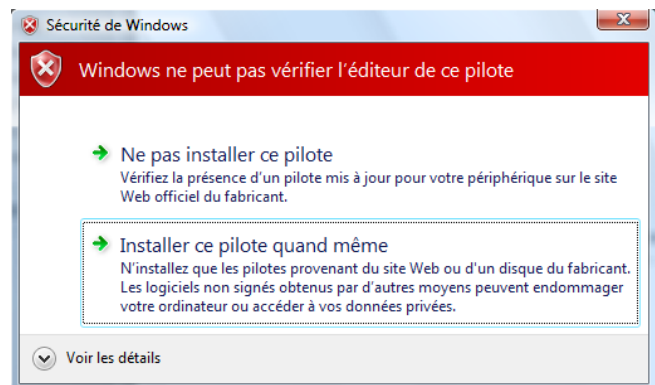 Sécurité de Windows
Windows ne peut pas vérifier l'éditeur de ce pilote
Ne pas installer ce pilote
Vérifiez la présence d'un pilote mis à jour pour votre périphérique sur le site
Web officiel du fabricant.
Installer ce pilote quand même
N'installez que les pilotes provenant du site Web ou d'un disque du fabricant.
Les logiciels non signés obtenus par d'autres moyens peuvent endommager
votre ordinateur ou accéder à vos données privées.
Voir les détails